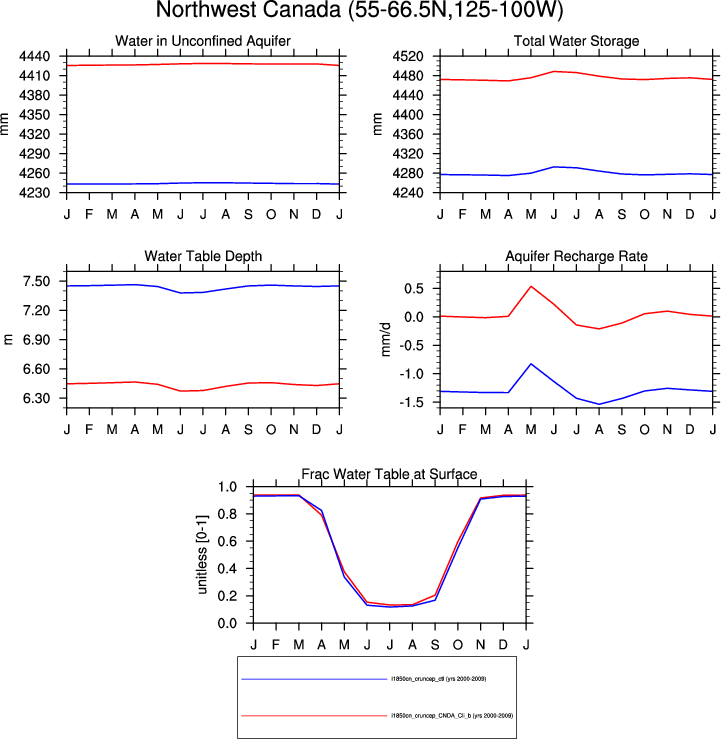 Northwest Canada (55-66.5N,125-100W)
Water in Unconfined Aquifer
4440
4410
4380
4350
4320
4290
4260
4230
mm
J F M A M J J A S O N D J
Total Water Storage
4520
4480
4440
4400
4360
4320
4280
4240
mm
J F M A M J J A S O N D J
Water Table Depth
7.50
7.20
6.90
6.60
6.30
m
J F M A M J J A S O N D J
Aquifer Recharge Rate
0.5
0.0
-0.5
-1.0
-1.5
mm/d
J F M A M J J A S O N D J
Frac Water Table at Surface
1.0
0.8
0.6
0.4
0.2
0.0
unitless [0-1]
J F M A M J J A S O N D J
i1850cn_cruncep_ctl (yrs 2000-2009)
i1850cn_cruncep_CNDA_Cli_b (yrs 2000-2009)